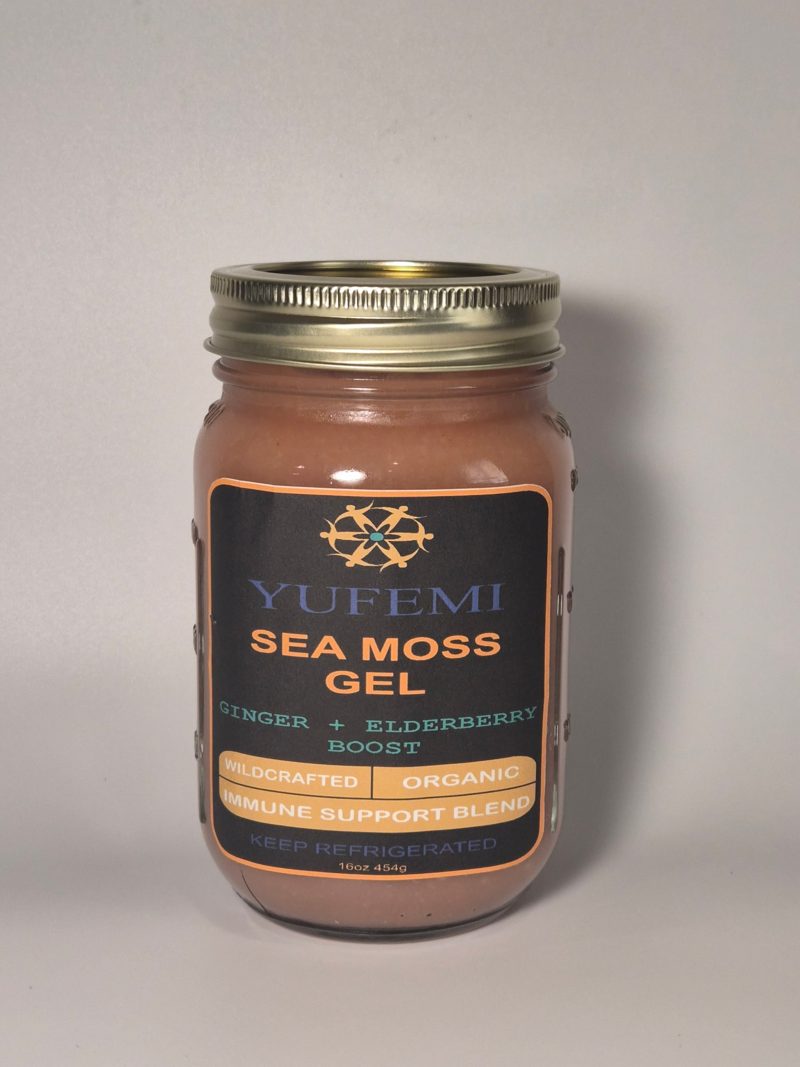 YUFEMI
SEA MOSS
GEL
GINGER + ELDERBERRY
BOOST
WILDCRAFTED ORGANIC
IMMUNE SUPPORT BLEND
KEEP REFRIGERATED
16oz 454g